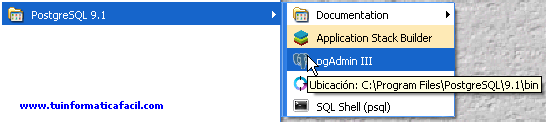 PostgreSQL 9.1
Documentation
Application Stack Builder
pgAdmin III
Ubicación: C:\Program Files\PostgreSQL\9.1\bin
SQL Shell (psql)
www.tuinformaticafacil.com